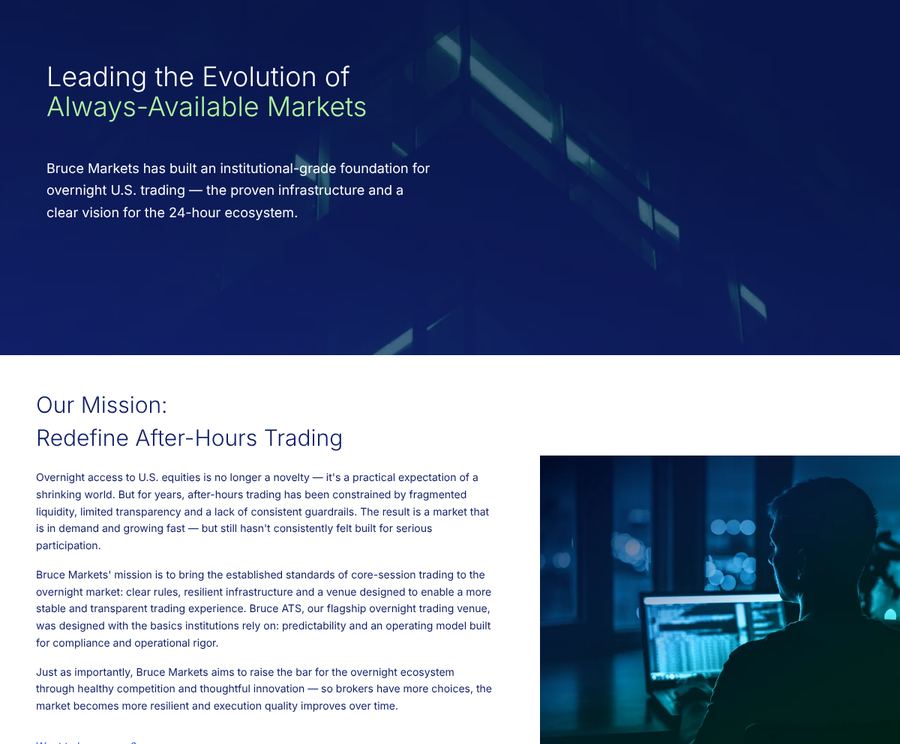 Leading the Evolution of
Always-Available Markets
Bruce Markets has built an institutional-grade foundation for
overnight U.S. trading — the proven infrastructure and a
clear vision for the 24-hour ecosystem.
Our Mission:
Redefine After-Hours Trading
Overnight access to U.S. equities is no longer a novelty — it's a practical expectation of a
shrinking world. But for years, after-hours trading has been constrained by fragmented
liquidity, limited transparency and a lack of consistent guardrails. The result is a market that
is in demand and growing fast — but still hasn't consistently felt built for serious
participation.
Bruce Markets' mission is to bring the established standards of core-session trading to the
overnight market: clear rules, resilient infrastructure and a venue designed to enable a more
stable and transparent trading experience. Bruce ATS, our flagship overnight trading venue,
was designed with the basics institutions rely on: predictability and an operating model built
for compliance and operational rigor.
Just as importantly, Bruce Markets aims to raise the bar for the overnight ecosystem
through healthy competition and thoughtful innovation — so brokers have more choices, the
market becomes more resilient and execution quality improves over time.